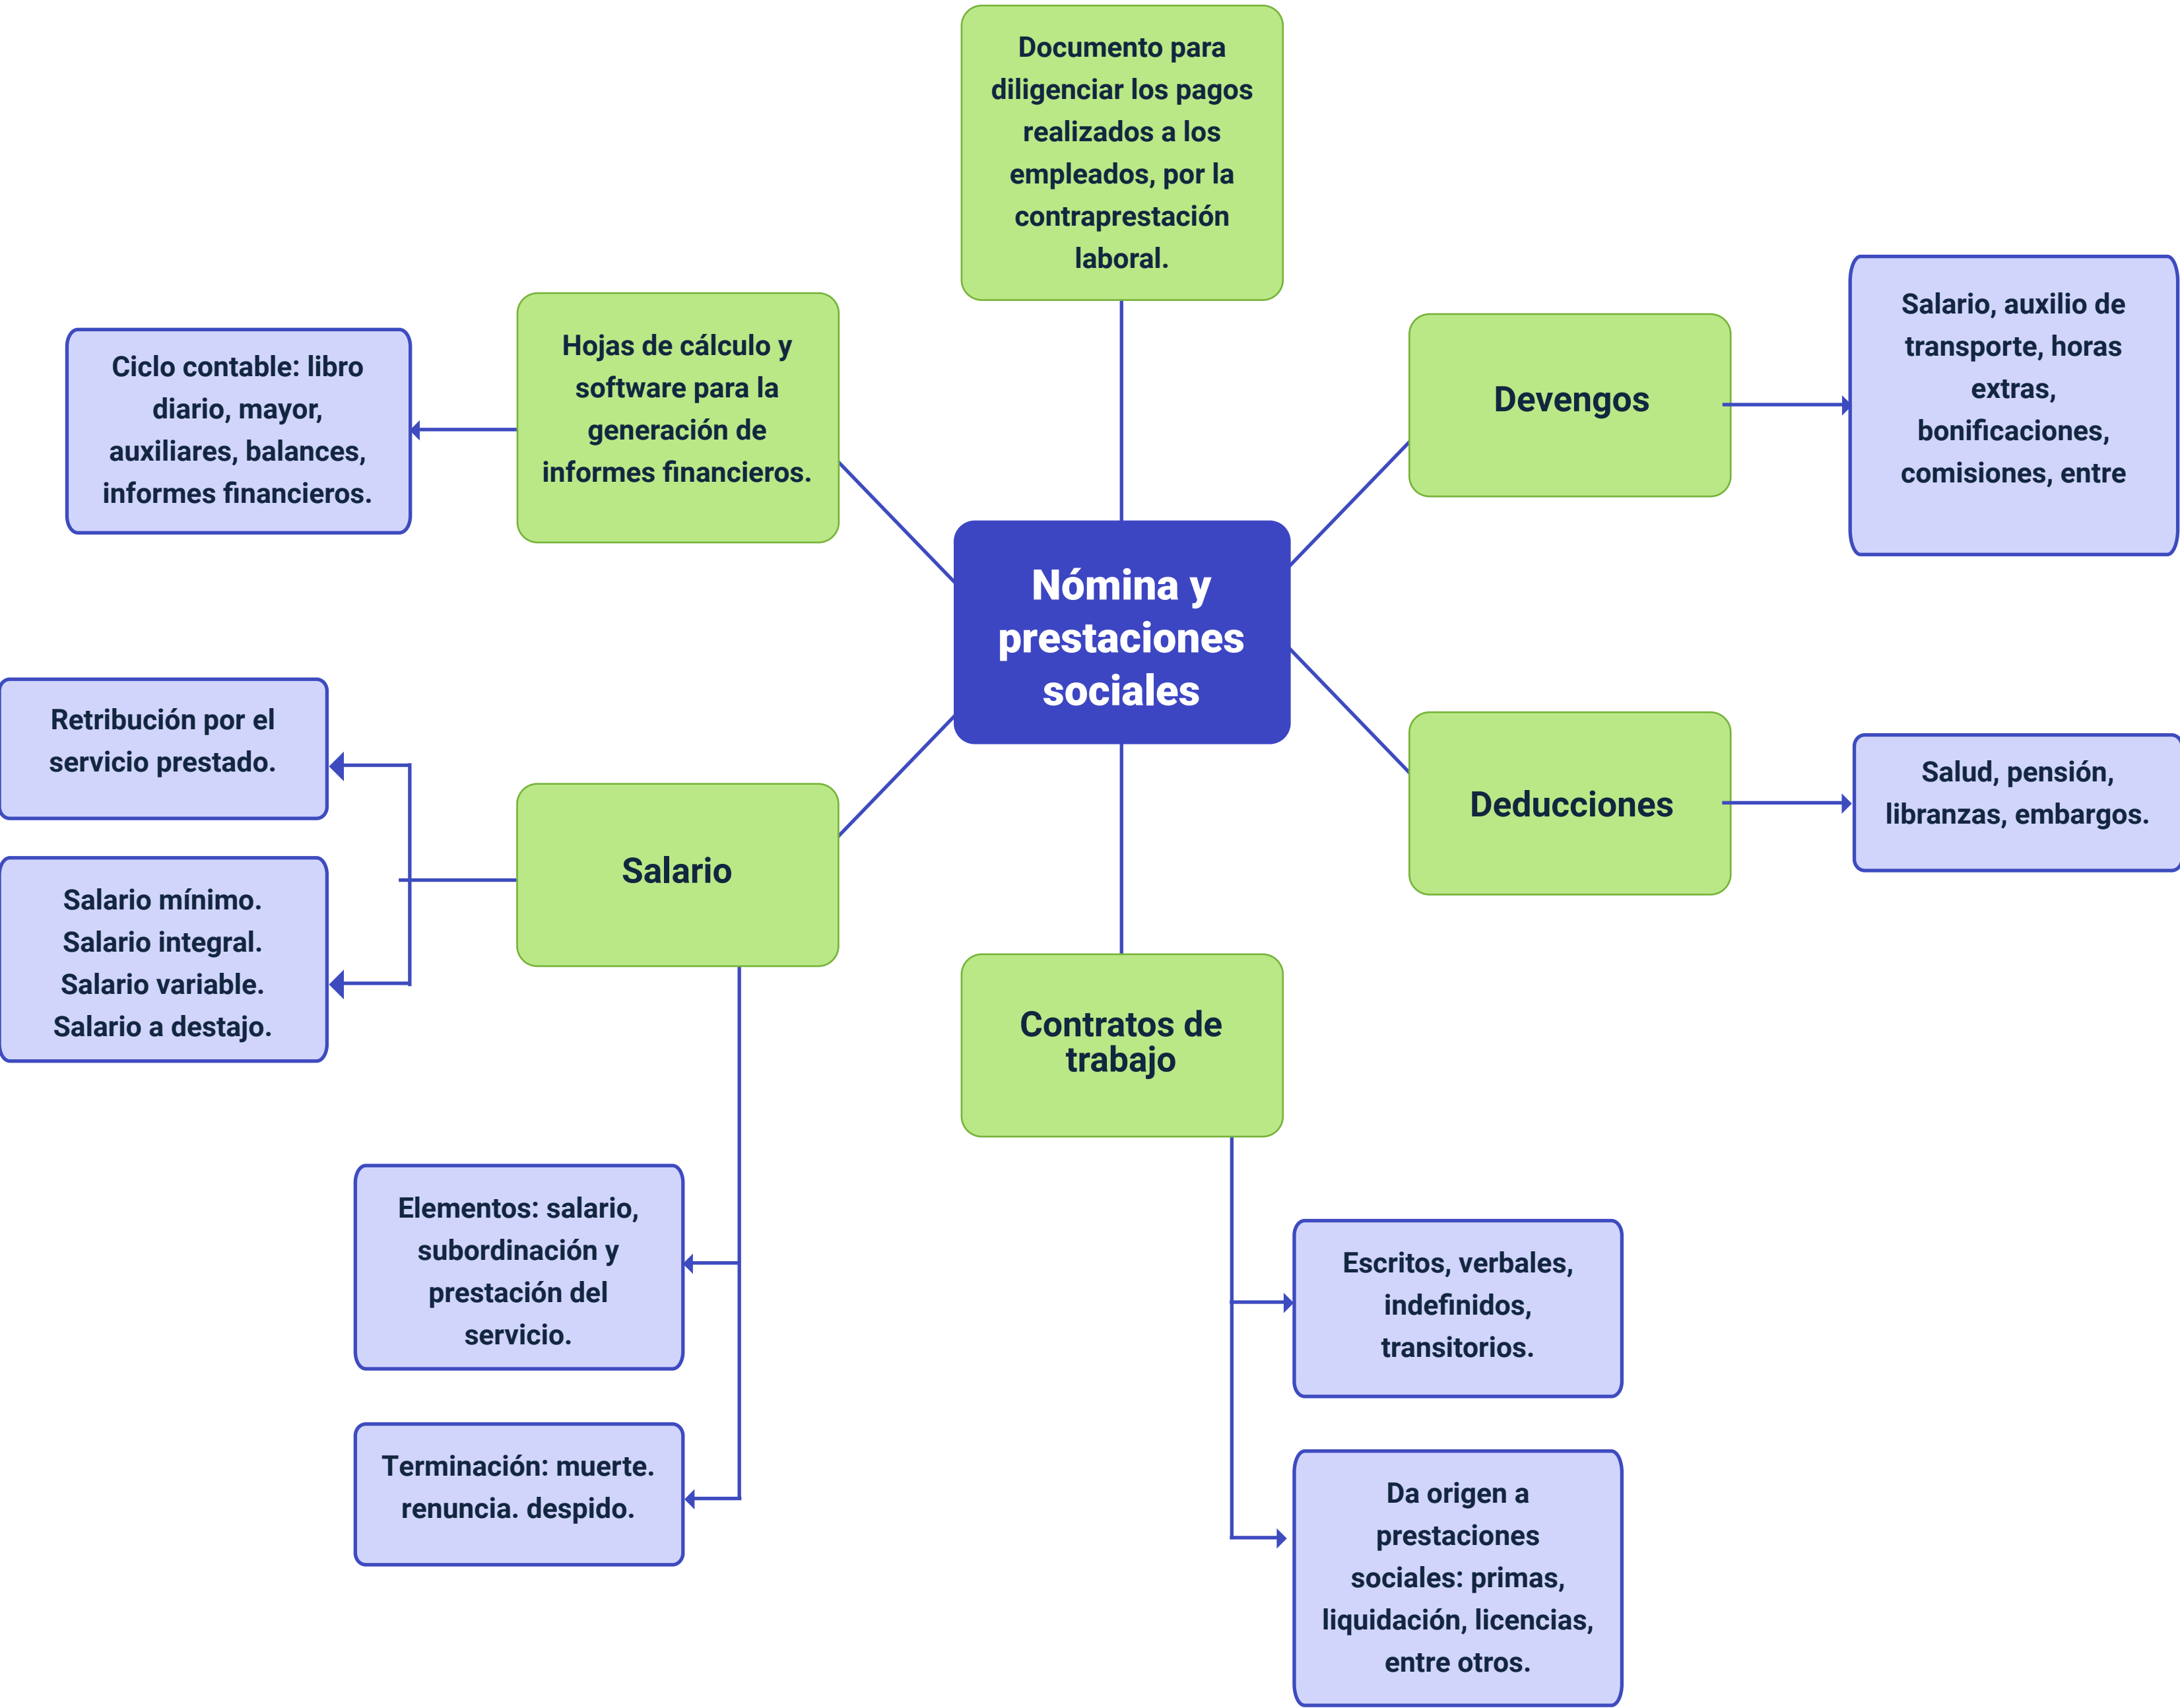 Documento para
diligenciar los pagos
realizados a los
empleados, por la
contraprestación
laboral.
Hojas de cálculo y
software para la
generación de
informes financieros.
Ciclo contable: libro
diario, mayor,
auxiliares, balances,
informes financieros.
Devengos
Salario, auxilio de
transporte, horas
extras,
bonificaciones,
comisiones, entre
Nómina y
prestaciones
sociales
Deducciones
Salud, pensión,
libranzas, embargos.
Salario
Retribución por el
servicio prestado.
Salario mínimo.
Salario integral.
Salario variable.
Salario a destajo.
Elementos: salario,
subordinación y
prestación del
servicio.
Terminación: muerte.
renuncia. despido.
Contratos de
trabajo
Escritos, verbales,
indefinidos,
transitorios.
Da origen a
prestaciones
sociales: primas,
liquidación, licencias,
entre otros.